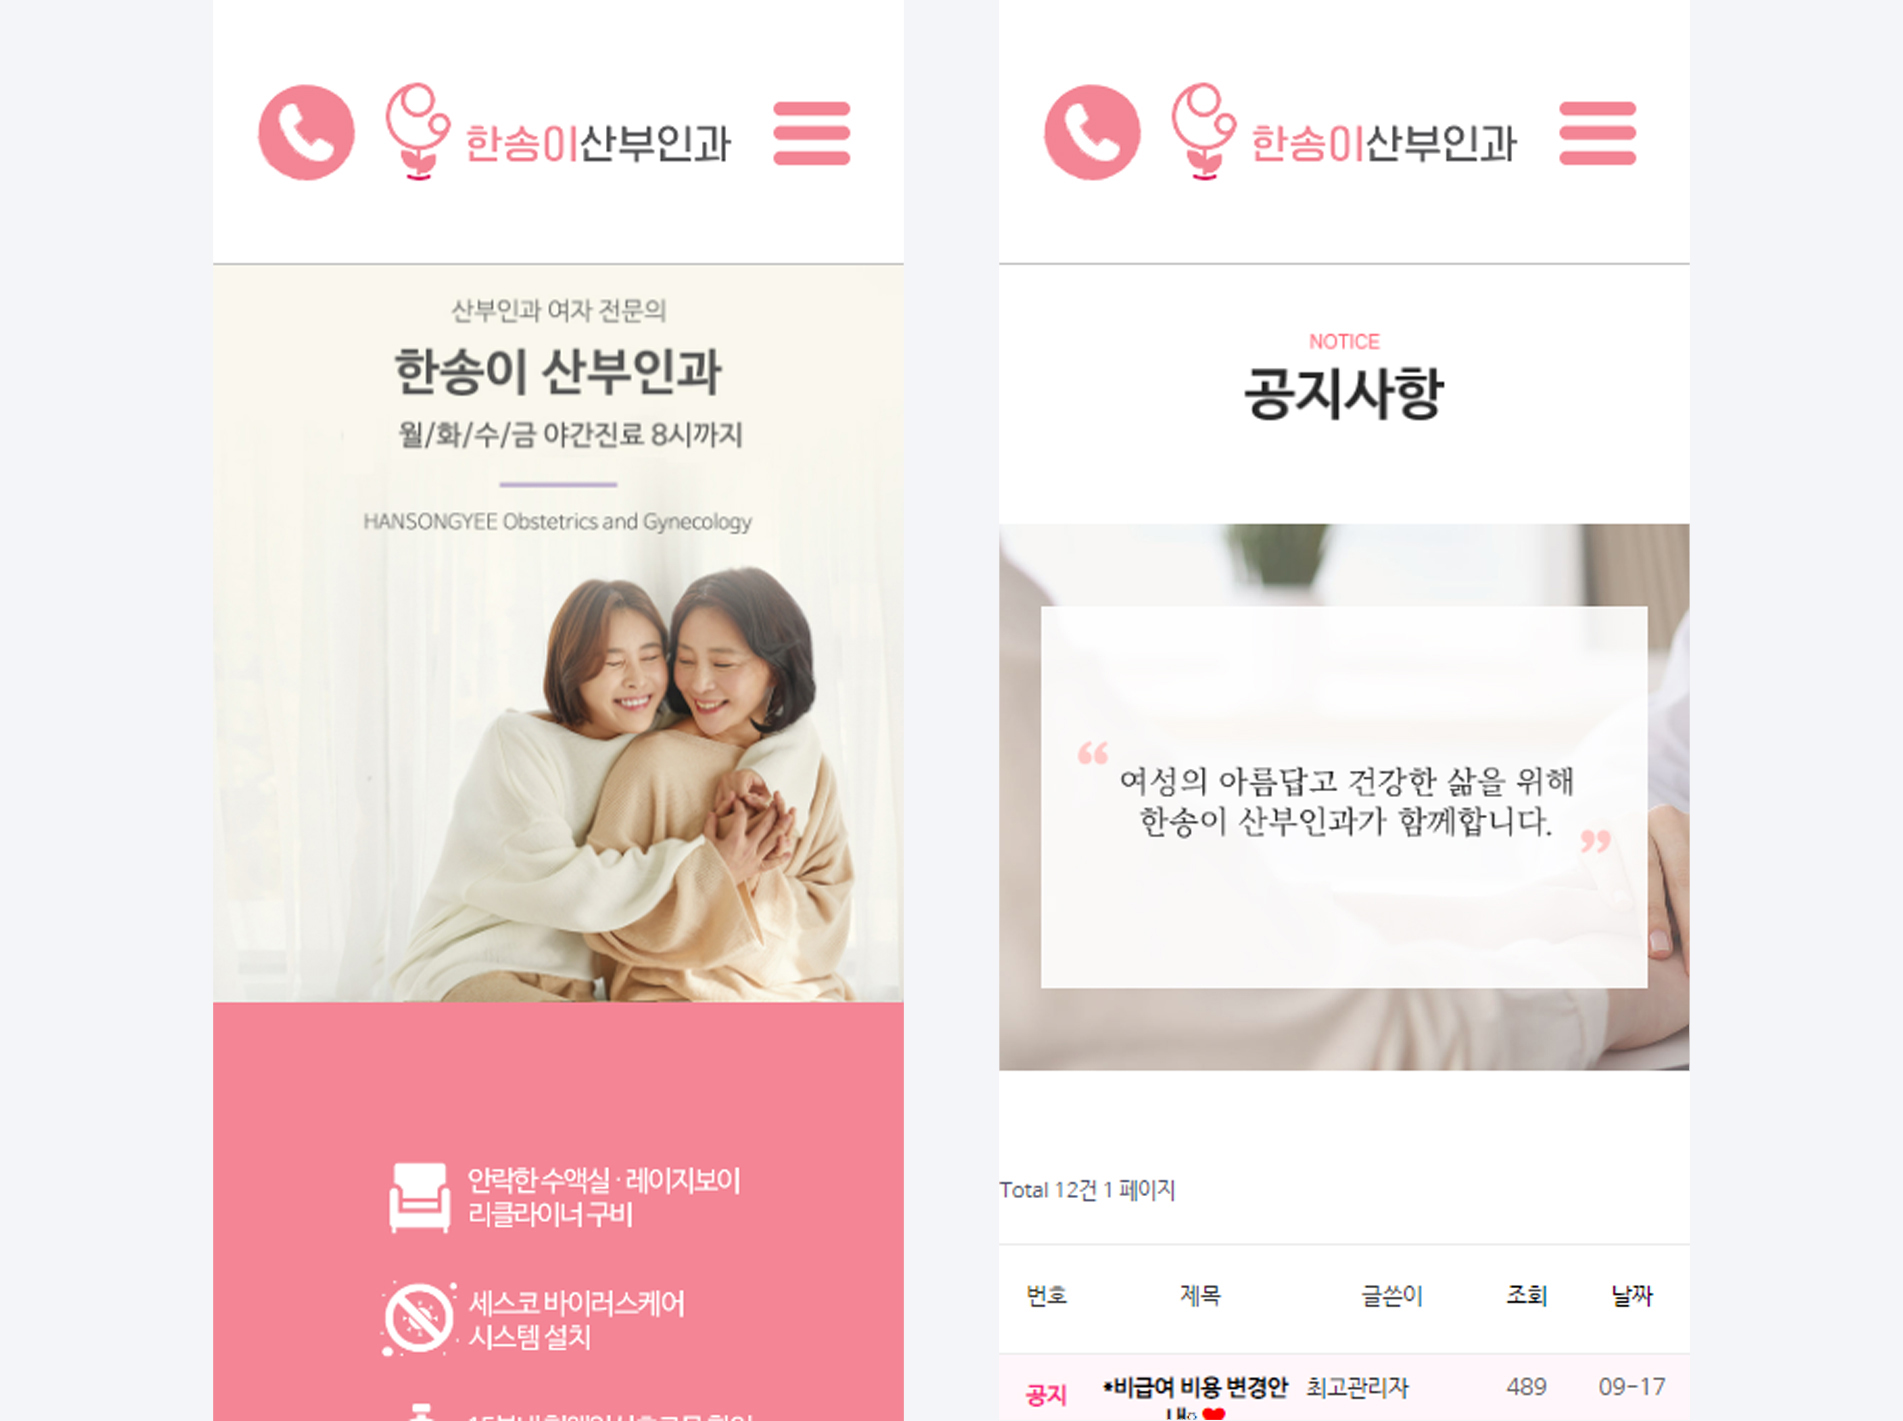 한송이산부인과
산부인과 여자 전문의
한송이 산부인과
월/화/수/금 야간진료 8시까지
HANSONGYEE Obstetrics and Gynecology
안락한 수액실 · 레이지보이
리클라이너 구비
세스코 바이러스케어
시스템 설치
한송이산부인과
NOTICE
공지사항
“ 여성의 아름답고 건강한 삶을 위해
한송이 산부인과가 함께합니다. ”
Total 12건 1 페이지
번호 제목 글쓴이 조회 날짜
공지 *비급여 비용 변경안 최고관리자 489 09-17